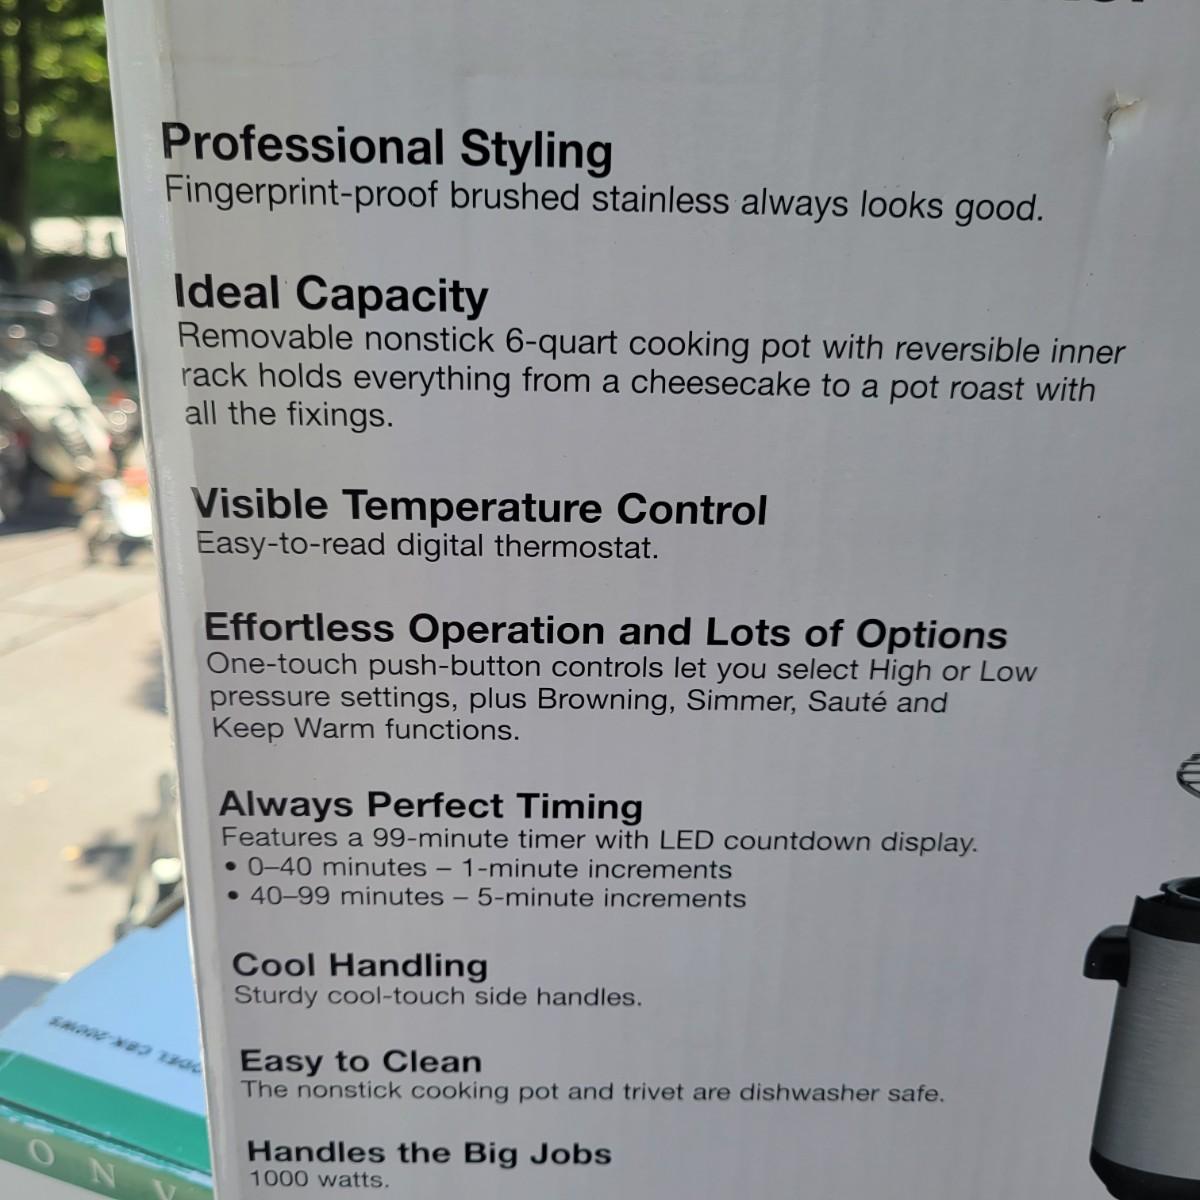 Professional Styling
Fingerprint-proof brushed stainless always looks good.
Ideal Capacity
Removable nonstick 6-quart cooking pot with reversible inner
rack holds everything from a cheesecake to a pot roast with
all the fixings.
Visible Temperature Control
Easy-to-read digital thermostat.
Effortless Operation and Lots of Options
One-touch push-button controls let you select High or Low
pressure settings, plus Browning, Simmer, Sauté and
Keep Warm functions.
Always Perfect Timing
Features a 99-minute timer with LED countdown display.
• 0–40 minutes – 1-minute increments
• 40–99 minutes – 5-minute increments
Cool Handling
Sturdy cool-touch side handles.
Easy to Clean
The nonstick cooking pot and trivet are dishwasher safe.
Handles the Big Jobs
1000 watts.
O N V